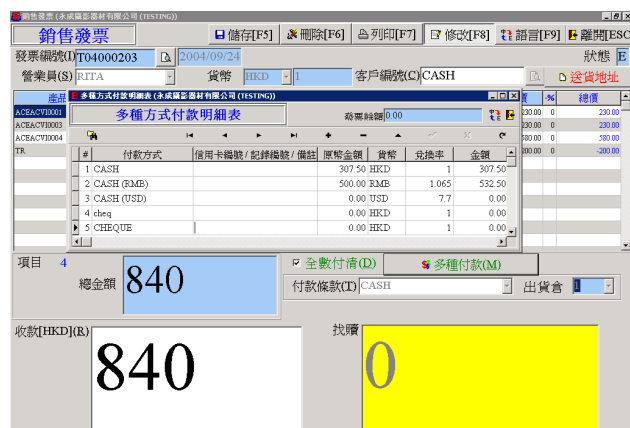 銷售發票 (永成攝影器材有限公司 (TESTING))
銷售發票 儲存[F5] 刪除[F6] 列印[F7] 修改[F8] 語言[F9] 離開[ESC
發票編號(I) T04000203 2004/09/24 狀態 E
營業員(S) RITA 貨幣 HKD 1 客戶編號(C) CASH 送貨地址
產品 % 總價
ACEACVI0001 230.00 0 230.00
ACEACVI0003 230.00 0 230.00
ACEACVI0004 580.00 0 580.00
TR 200.00 0 -200.00
多種方式付款明細表 (永成攝影器材有限公司 (TESTING))
多種方式付款明細表 發票餘額 0.00
# 付款方式 信用卡編號 / 記錄編號 / 備註 原幣金額 貨幣 兌換率 金額
1 CASH 307.50 HKD 1 307.50
2 CASH (RMB) 500.00 RMB 1.065 532.50
3 CASH (USD) 0.00 USD 7.7 0.00
4 cheq 0.00 HKD 1 0.00
5 CHEQUE 0.00 HKD 1 0.00
項目 4 全數付清(D) 多種付款(M)
總金額 840 付款條款(T) CASH 出貨倉 1
收款[HKD](R) 840 找贖 0